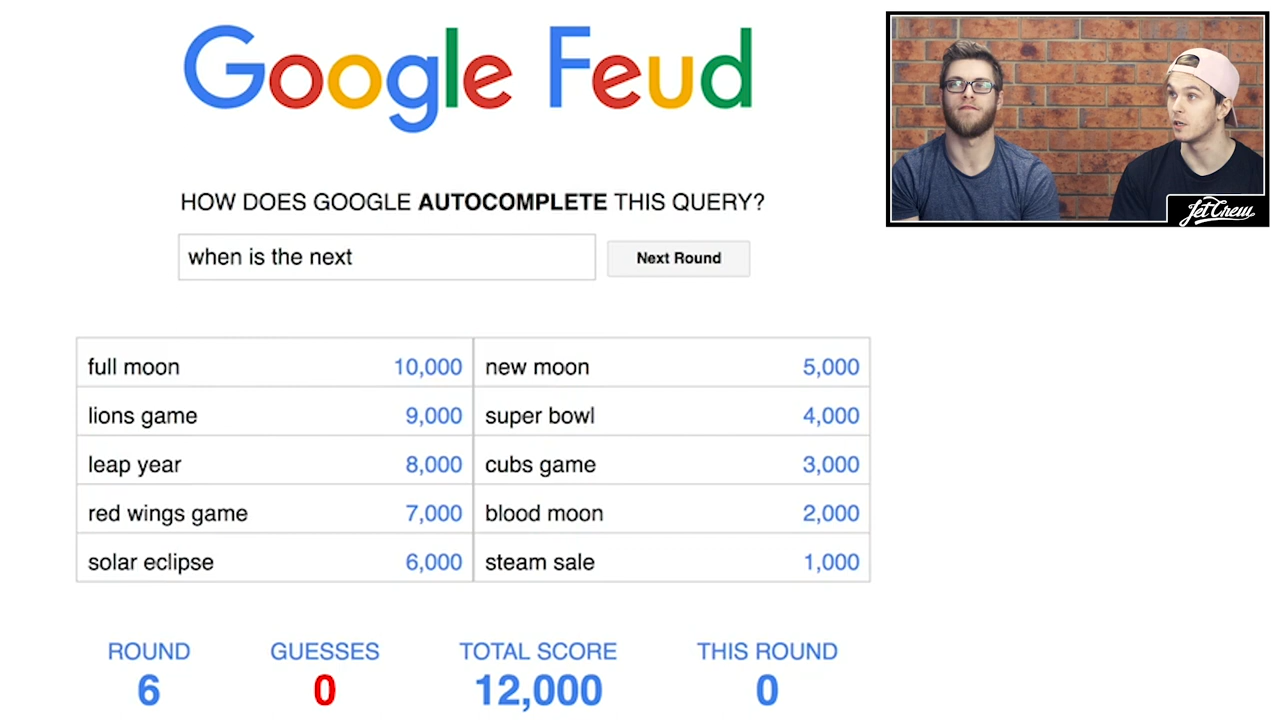 Google Feud
JetCrew
HOW DOES GOOGLE AUTOCOMPLETE THIS QUERY?
when is the next
Next Round
full moon 10,000 new moon 5,000
lions game 9,000 super bowl 4,000
leap year 8,000 cubs game 3,000
red wings game 7,000 blood moon 2,000
solar eclipse 6,000 steam sale 1,000
ROUND GUESSES TOTAL SCORE THIS ROUND
6 0 12,000 0